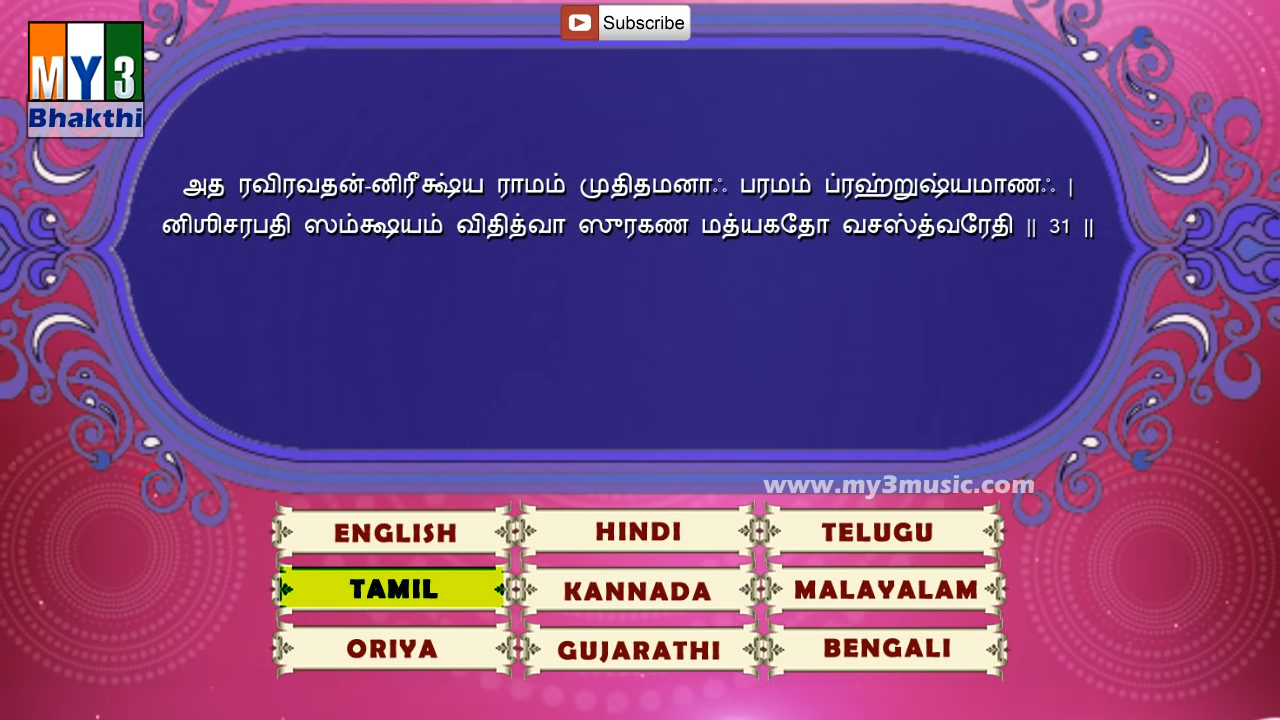 Subscribe
MY3
Bhakthi
அத ரவிரவதன்-னிரீக்ஷ்ய ராமம் முதிதமனாஃ பரமம் ப்ரஹ்றுஷ்யமாணஃ |
னிஶிசரபதி ஸம்க்ஷயம் விதித்வா ஸுரகண மத்யகதோ வசஸ்த்வரேதி || 31 ||
www.my3music.com
ENGLISH HINDI TELUGU
TAMIL KANNADA MALAYALAM
ORIYA GUJARATHI BENGALI